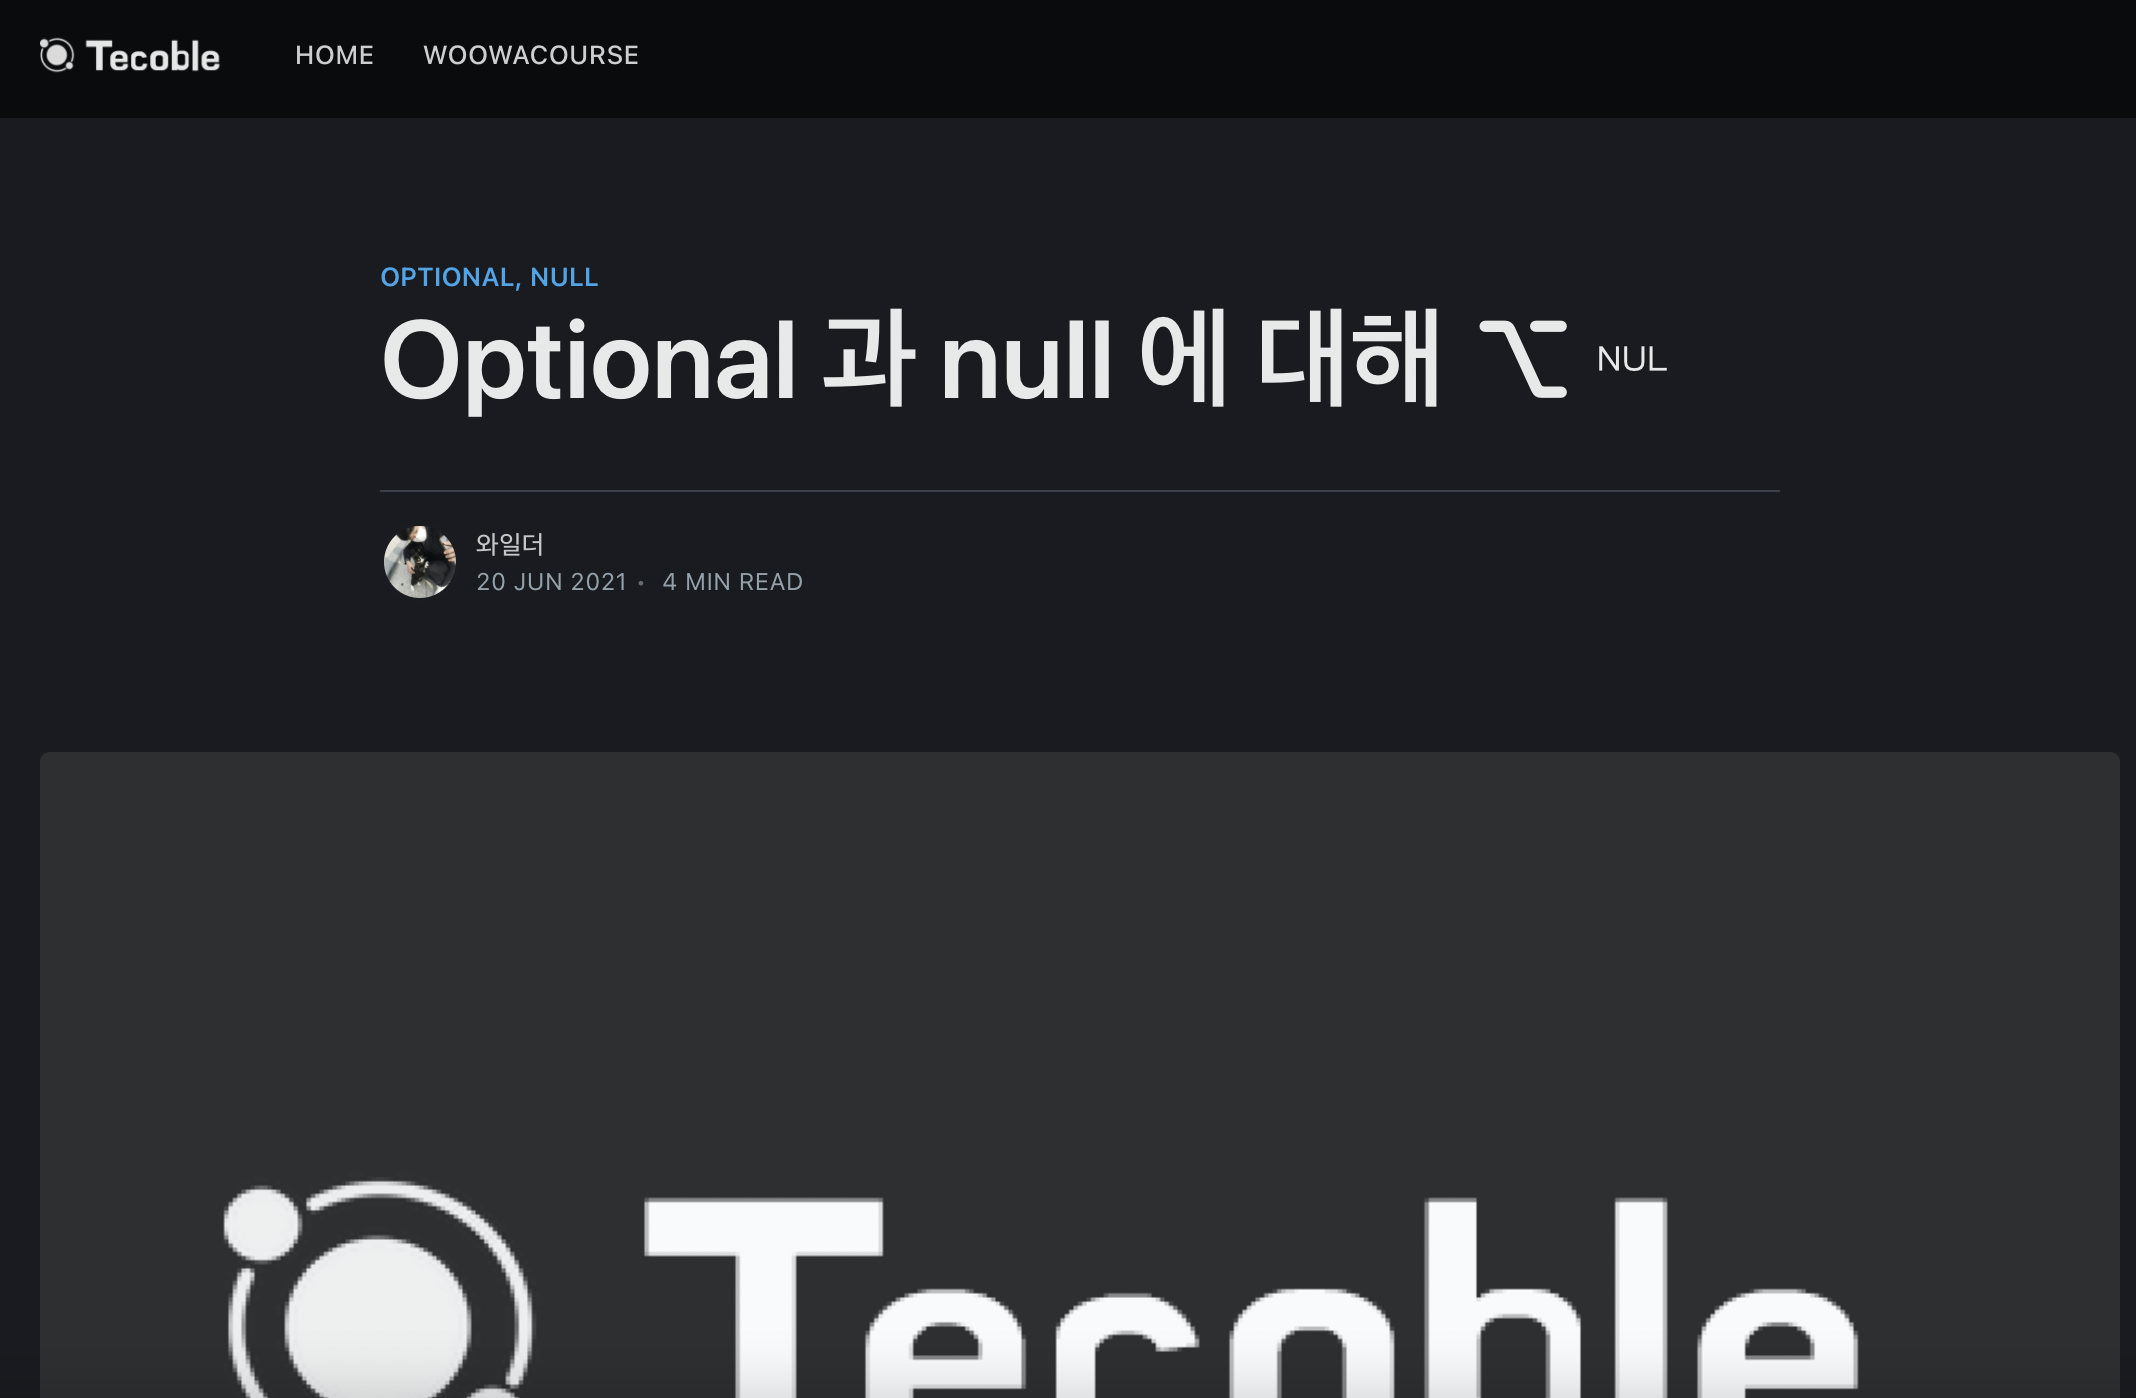 Tecoble HOME WOOWACOURSE
OPTIONAL, NULL
Optional 과 null 에 대해 ⌥ NUL
와일더
20 JUN 2021 • 4 MIN READ
Tecoble